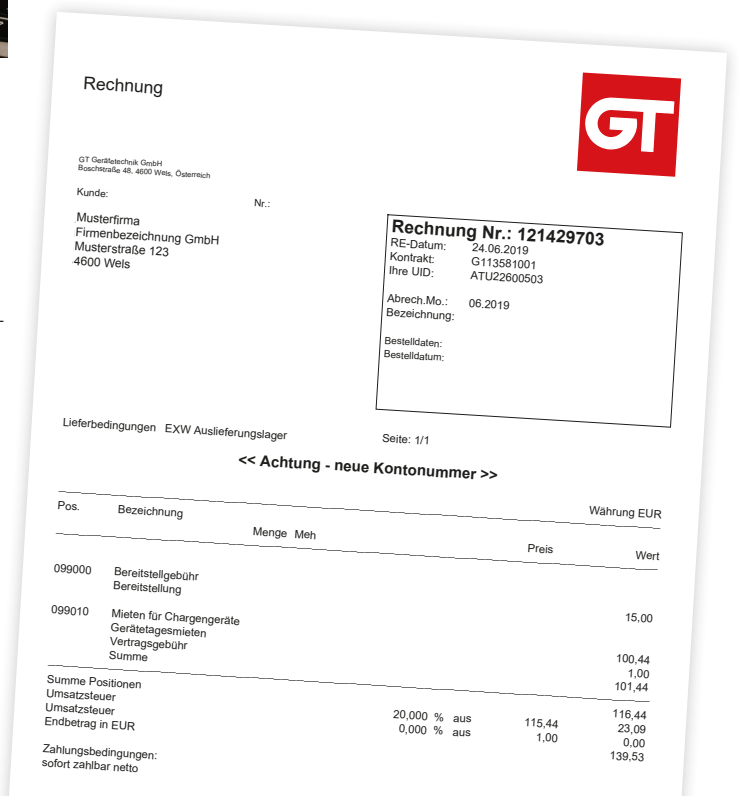 Rechnung
GT
GT Gerätetechnik GmbH
Boschstraße 48, 4600 Wels, Österreich
Kunde:
Nr.:
Musterfirma
Firmenbezeichnung GmbH
Musterstraße 123
4600 Wels
Rechnung Nr.: 121429703
RE-Datum: 24.06.2019
Kontrakt: G113581001
Ihre UID: ATU22600503
Abrech.Mo.: 06.2019
Bezeichnung:
Bestelldaten:
Bestelldatum:
Lieferbedingungen EXW Auslieferungslager
Seite: 1/1
<< Achtung - neue Kontonummer >>
Währung EUR
Pos. Bezeichnung
Menge Meh Preis Wert
099000 Bereitstellgebühr
Bereitstellung 15,00
099010 Mieten für Chargengeräte
Gerätetagesmieten 100,44
Vertragsgebühr 1,00
Summe 101,44
Summe Positionen 116,44
Umsatzsteuer 20,000 % aus 115,44 23,09
Umsatzsteuer 0,000 % aus 1,00 0,00
Endbetrag in EUR 139,53
Zahlungsbedingungen:
sofort zahlbar netto